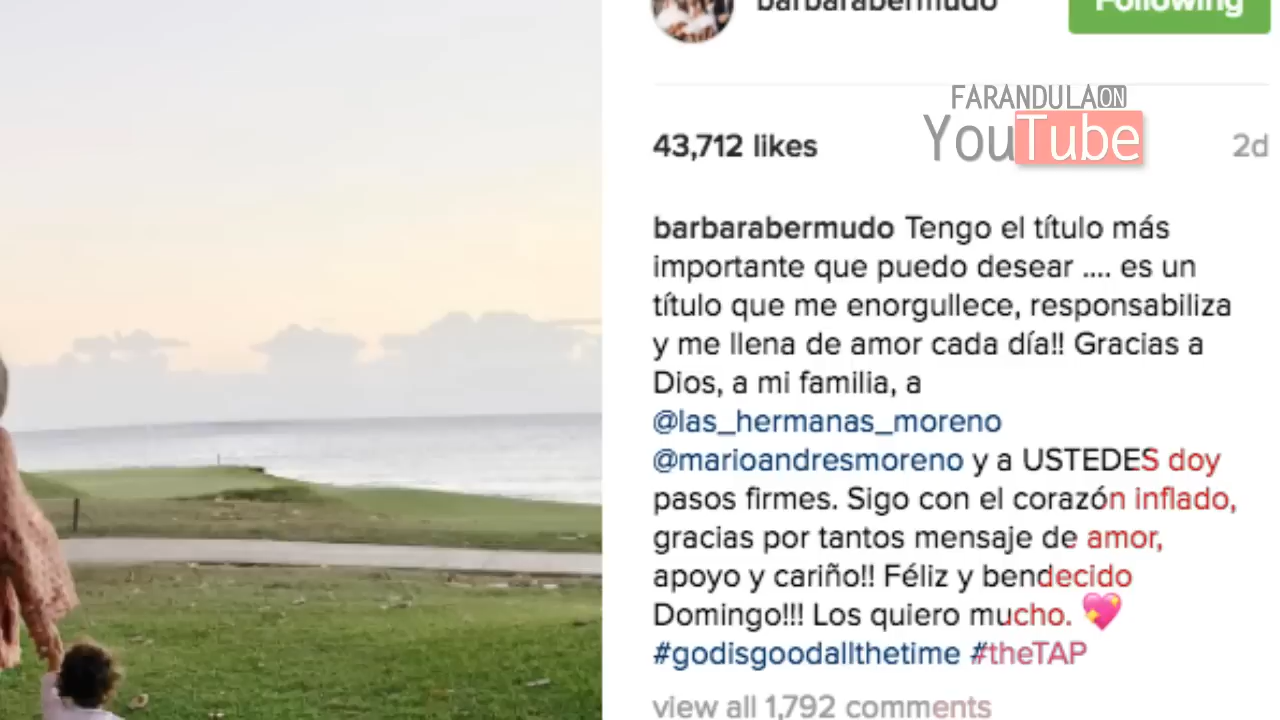 barbarabermudo
Following
FARANDULA ON
YouTube
43,712 likes
2d
barbarabermudo Tengo el título más
importante que puedo desear .... es un
título que me enorgullece, responsabiliza
y me llena de amor cada día!! Gracias a
Dios, a mi familia, a
@las_hermanas_moreno
@marioandresmoreno y a USTEDES doy
pasos firmes. Sigo con el corazón inflado,
gracias por tantos mensaje de amor,
apoyo y cariño!! Féliz y bendecido
Domingo!!! Los quiero mucho. 💖
#godisgoodallthetime #theTAP
view all 1,792 comments